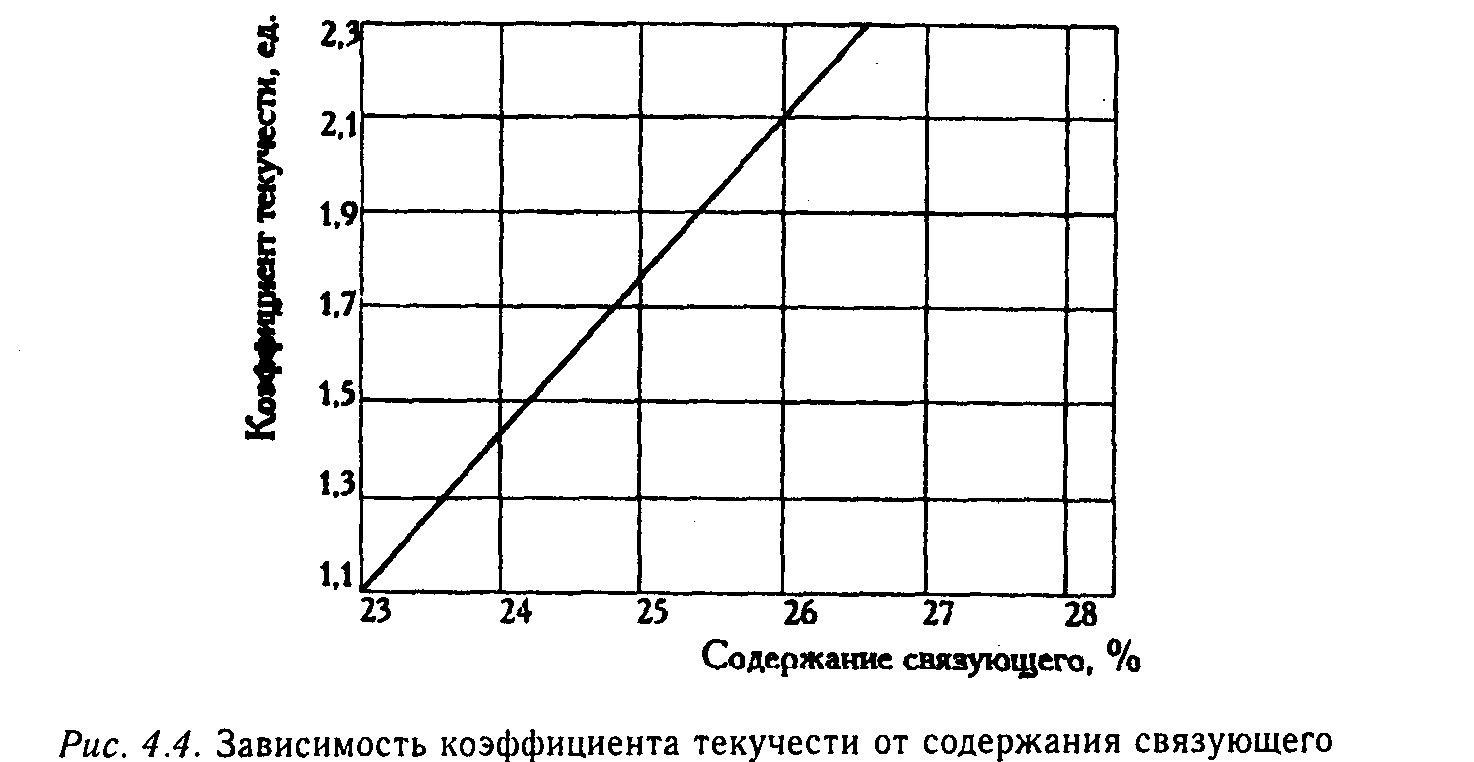 Коэффициент текучести, ед.
2,3
2,1
1,9
1,7
1,5
1,3
1,1
23 24 25 26 27 28
Содержание связующего, %
Рис. 4.4. Зависимость коэффициента текучести от содержания связующего